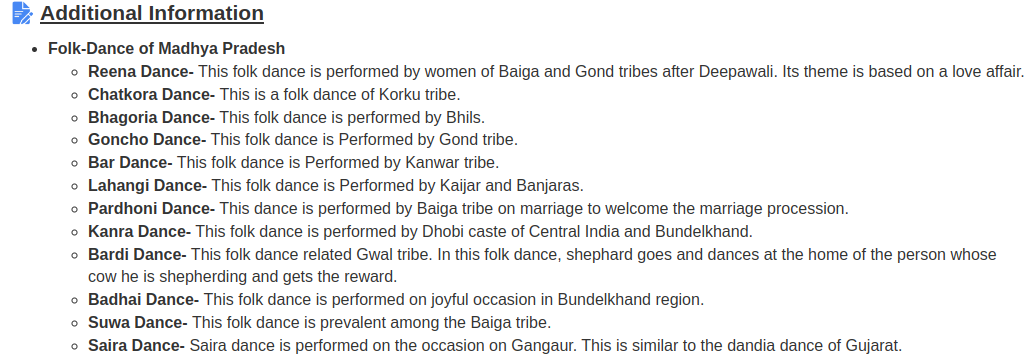 Additional Information
Folk-Dance of Madhya Pradesh
Reena Dance- This folk dance is performed by women of Baiga and Gond tribes after Deepawali. Its theme is based on a love affair.
Chatkora Dance- This is a folk dance of Korku tribe.
Bhagoria Dance- This folk dance is performed by Bhils.
Goncho Dance- This folk dance is Performed by Gond tribe.
Bar Dance- This folk dance is Performed by Kanwar tribe.
Lahangi Dance- This folk dance is Performed by Kaijar and Banjaras.
Pardhoni Dance- This dance is performed by Baiga tribe on marriage to welcome the marriage procession.
Kanra Dance- This folk dance is performed by Dhobi caste of Central India and Bundelkhand.
Bardi Dance- This folk dance related Gwal tribe. In this folk dance, shephard goes and dances at the home of the person whose
cow he is shepherding and gets the reward.
Badhai Dance- This folk dance is performed on joyful occasion in Bundelkhand region.
Suwa Dance- This folk dance is prevalent among the Baiga tribe.
Saira Dance- Saira dance is performed on the occasion on Gangaur. This is similar to the dandia dance of Gujarat.